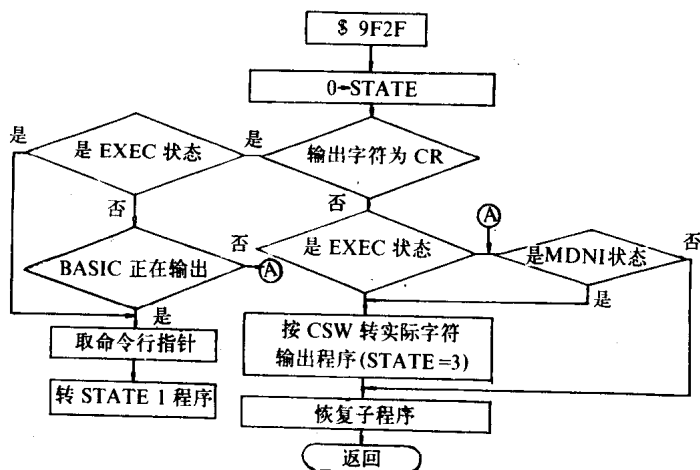 $ 9F2F
0→STATE
是
是 EXEC 状态
是
输出字符为 CR
否
否
A
否
是 EXEC 状态
是MDNI状态
否
BASIC 正在输出
A
是
是
取命令行指针
按 CSW 转实际字符
输出程序(STATE=3)
转 STATE 1 程序
恢复子程序
返回